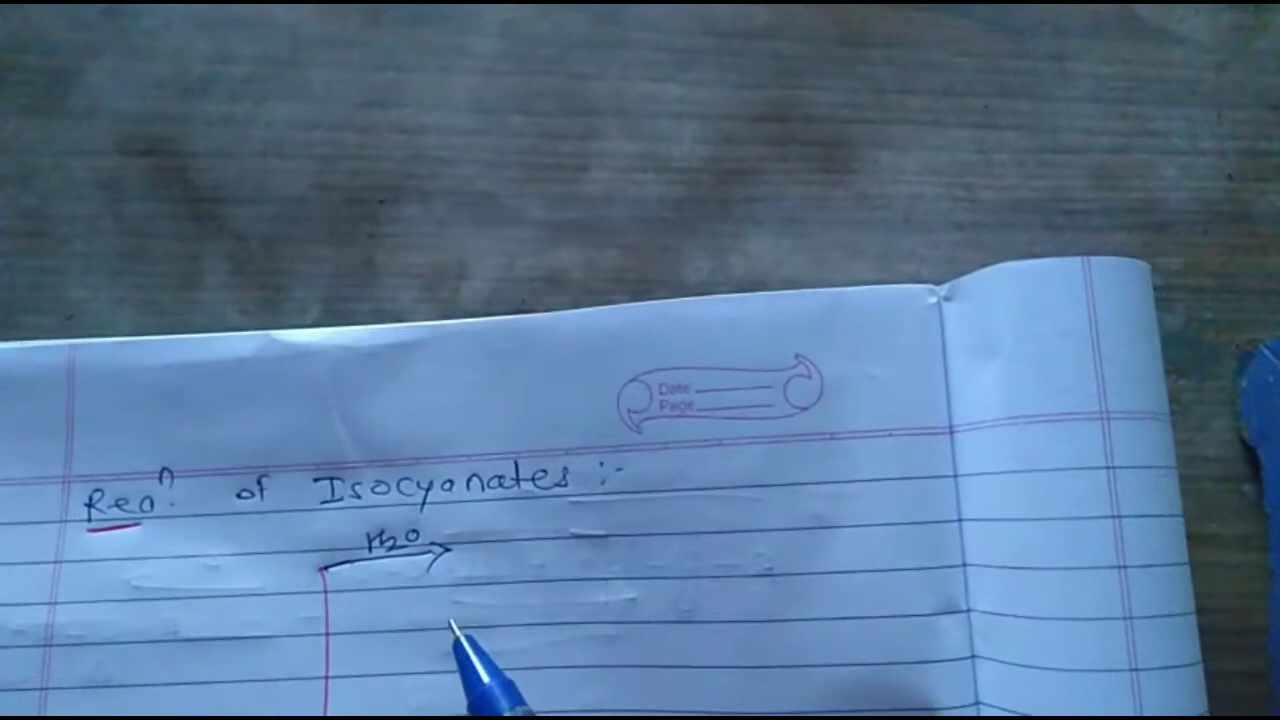 Date
Page
Reaⁿ. of Isocyanates :-
H2O